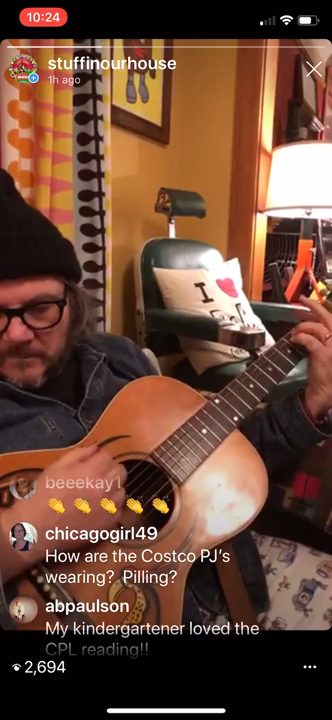 10:24
stuffinourhouse
1h ago
I
beeekay1
👏 👏 👏 👏 👏
chicagogirl49
How are the Costco PJ's
wearing? Pilling?
abpaulson
My kindergartener loved the
CPL reading!!
2,694